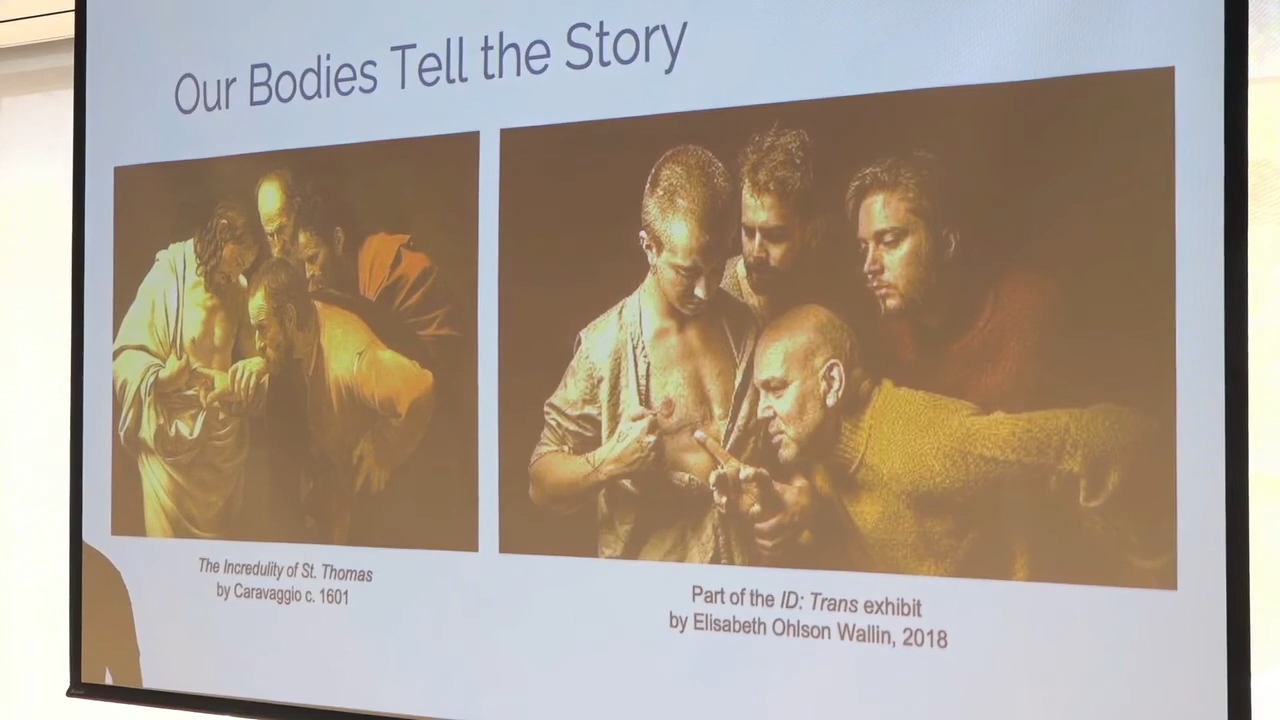 Our Bodies Tell the Story
The Incredulity of St. Thomas
by Caravaggio c. 1601
Part of the ID: Trans exhibit
by Elisabeth Ohlson Wallin, 2018